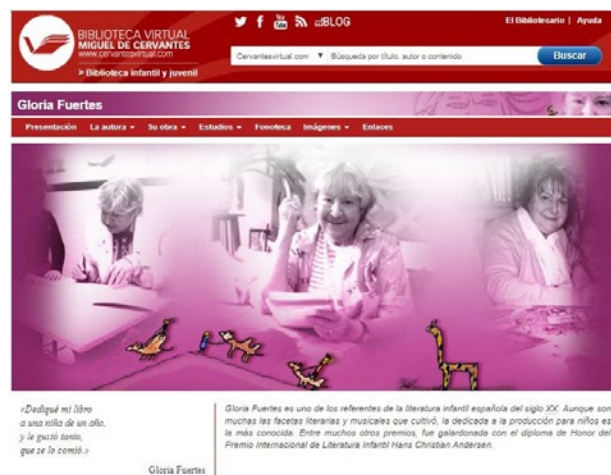 BIBLIOTECA VIRTUAL
MIGUEL DE CERVANTES
www.cervantesvirtual.com
> Biblioteca infantil y juvenil
BLOG
El Bibliotecario | Ayuda
Cervantesvirtual.com ▼ Búsqueda por título, autor o contenido
Buscar
Gloria Fuertes
Presentación La autora Su obra Estudios Fonoteca Imágenes Enlaces
«Dediqué mi libro
a una niña de un año,
y le gustó tanto,
que se lo comió.»
Gloria Fuertes
Gloria Fuertes es uno de los referentes de la literatura infantil española del siglo XX. Aunque son
muchas las facetas literarias y musicales que cultivó, la dedicada a la producción para niños es
la más conocida. Entre muchos otros premios, fue galardonada con el diploma de Honor del
Premio Internacional de Literatura Infantil Hans Christian Andersen.